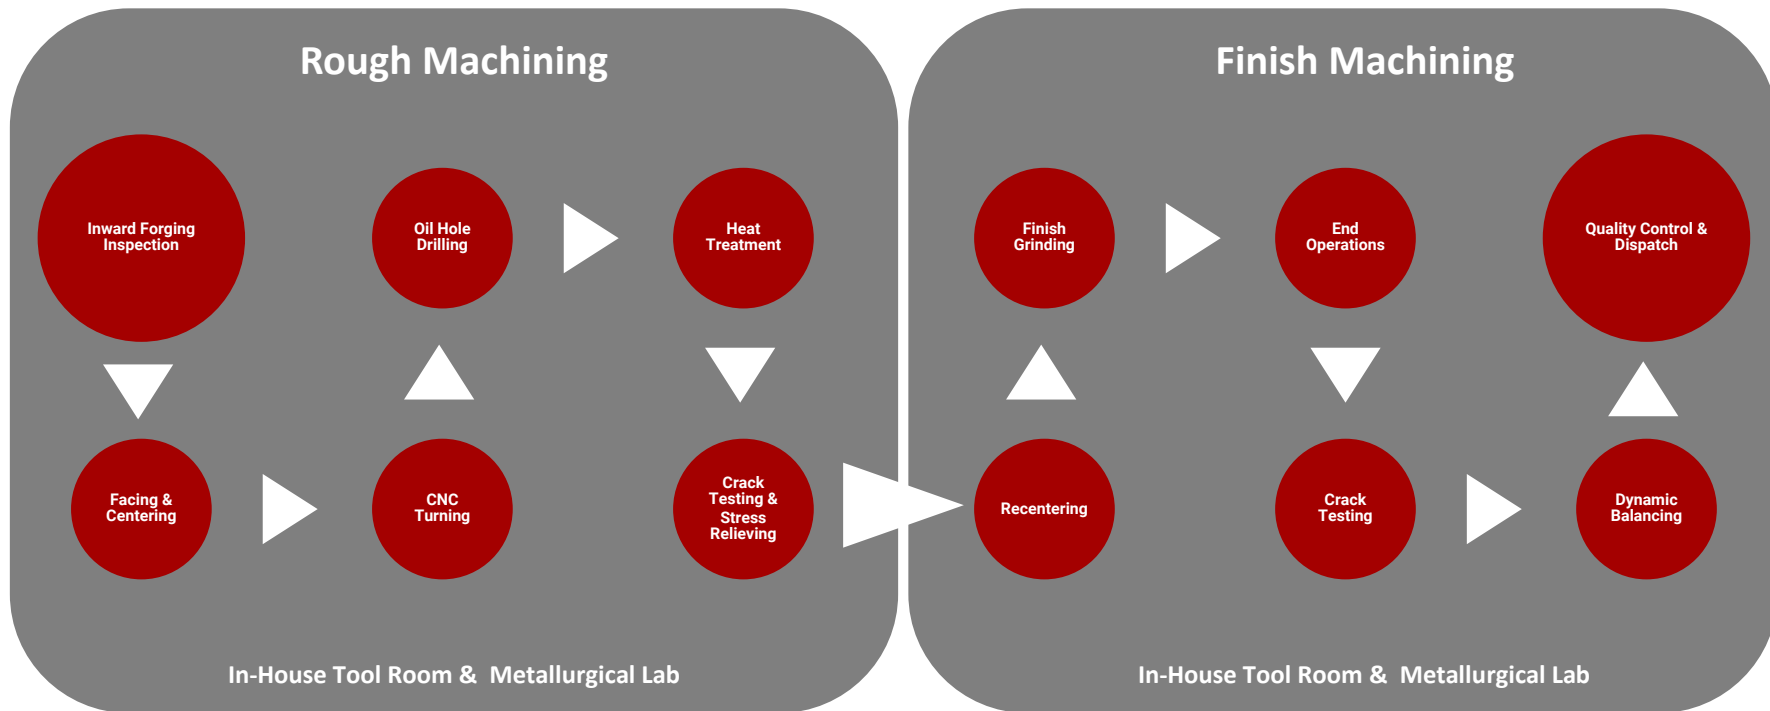 Rough Machining
Inward Forging
Inspection
Facing &
Centering
CNC
Turning
Oil Hole
Drilling
Heat
Treatment
Crack
Testing &
Stress
Relieving
In-House Tool Room &  Metallurgical Lab
Finish Machining
Recentering
Finish
Grinding
End
Operations
Crack
Testing
Dynamic
Balancing
Quality Control &
Dispatch
In-House Tool Room &  Metallurgical Lab